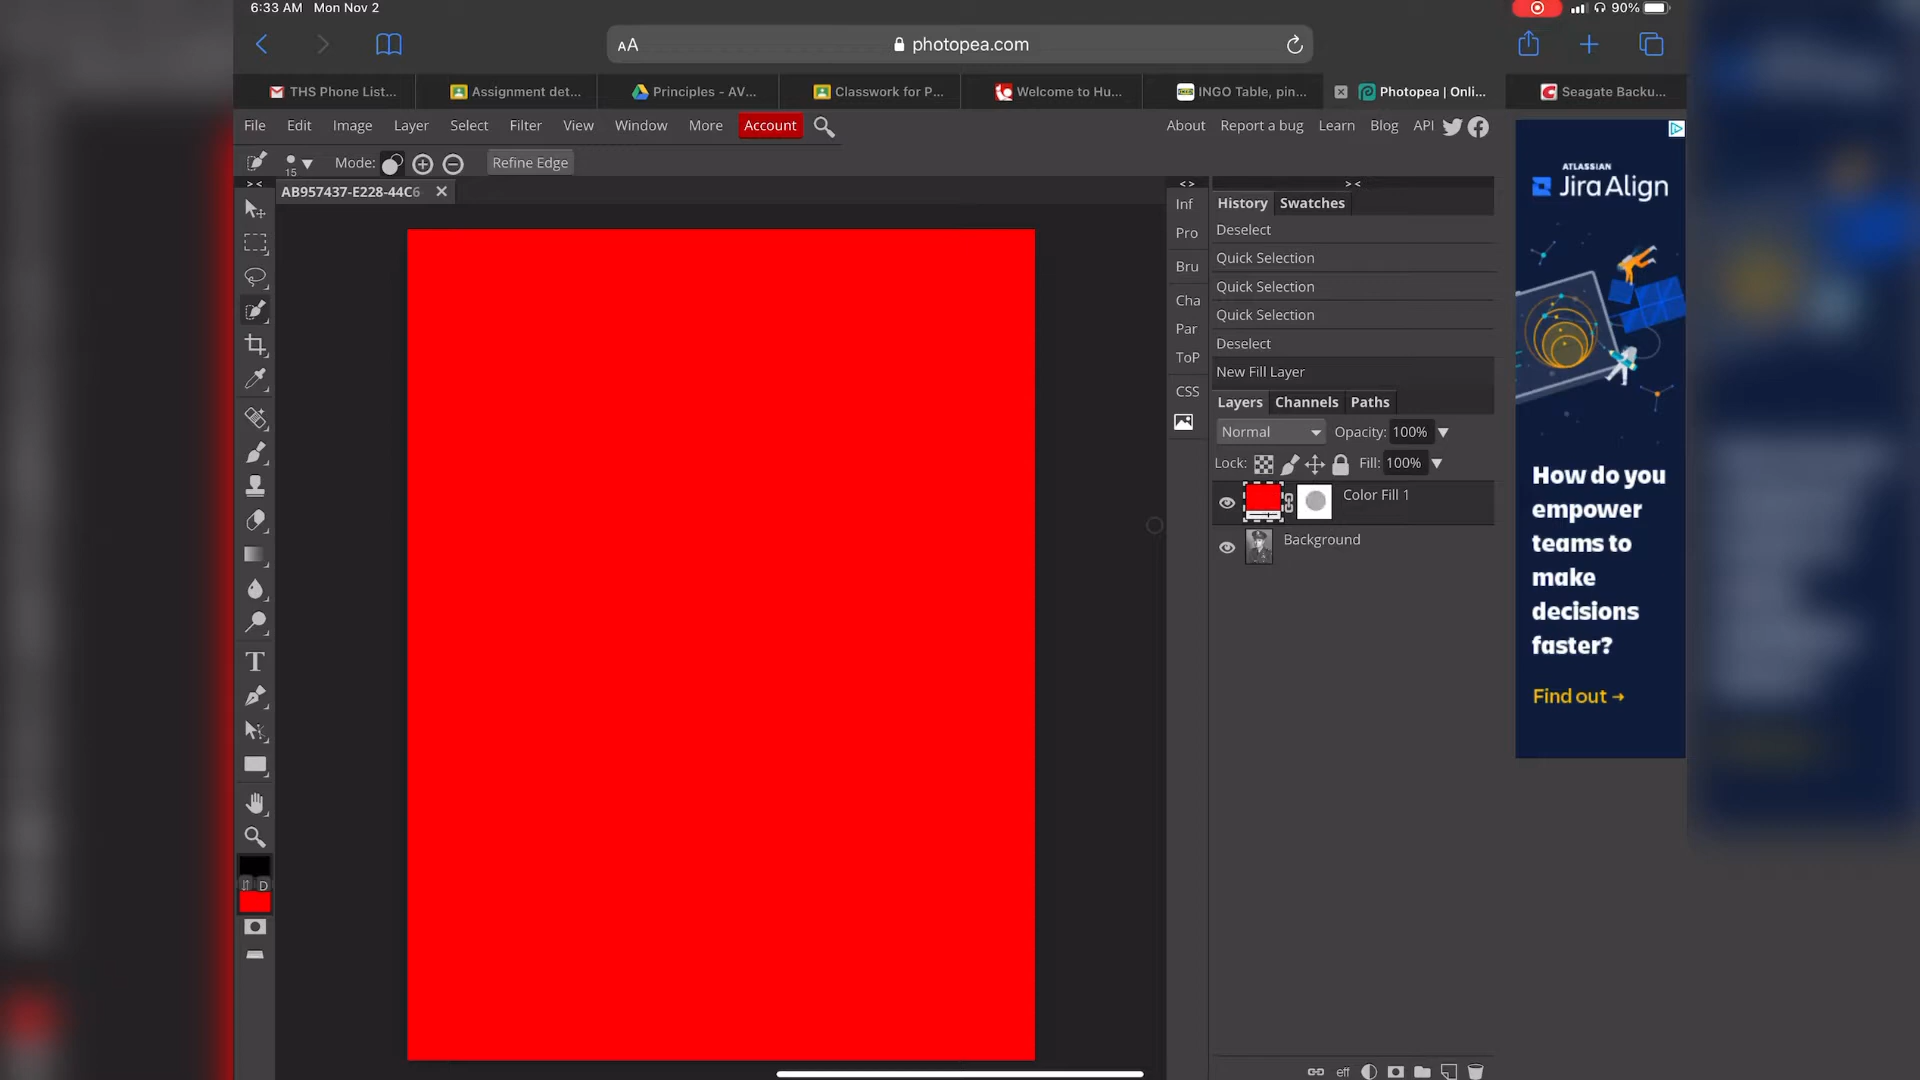 6:33 AM Mon Nov 2
90%
AA
photopea.com
THS Phone List...
Assignment det...
Principles - AV...
Classwork for P...
Welcome to Hu...
INGO Table, pin...
Photopea | Onli...
Seagate Backu...
File Edit Image Layer Select Filter View Window More Account
About Report a bug Learn Blog API
15
Mode:
Refine Edge
> <
AB957437-E228-44C6
< >
> <
Inf
Pro
Bru
Cha
Par
ToP
CSS
History Swatches
Deselect
Quick Selection
Quick Selection
Quick Selection
Deselect
New Fill Layer
Layers Channels Paths
Normal Opacity: 100%
Lock: Fill: 100%
Color Fill 1
Background
T
D
eff
ATLASSIAN
Jira Align
How do you
empower
teams to
make
decisions
faster?
Find out →